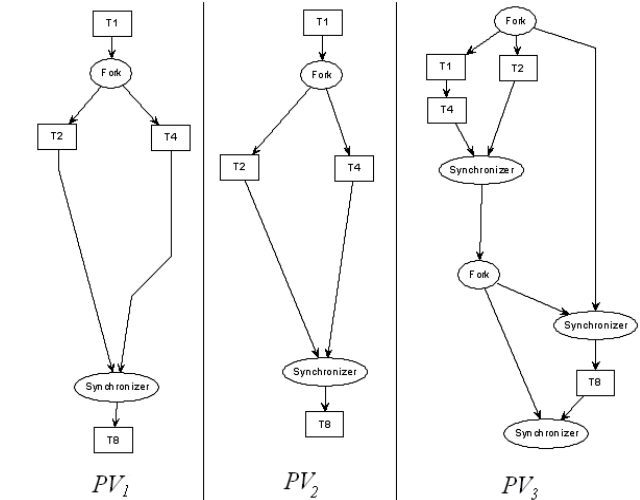 T1
Fork
T2
T4
Synchronizer
T8
PV1
T1
Fork
T2
T4
Synchronizer
T8
PV2
Fork
T1
T2
T4
Synchronizer
Fork
Synchronizer
T8
Synchronizer
PV3